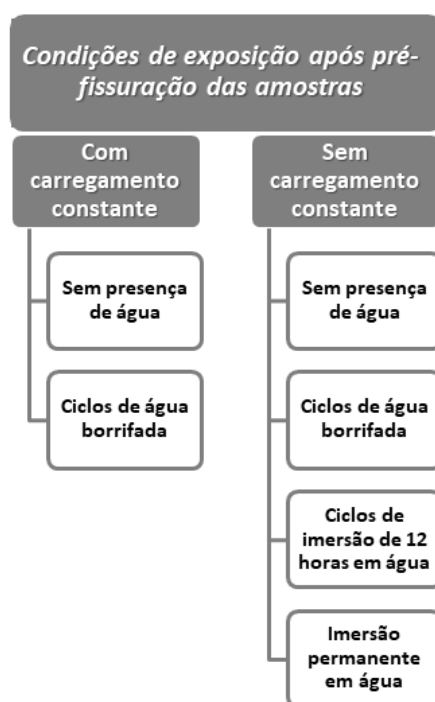 Condições de exposição após pré-
fissuração das amostras
Com
carregamento
constante
Sem presença
de água
Ciclos de água
borrifada
Sem
carregamento
constante
Sem presença
de água
Ciclos de água
borrifada
Ciclos de
imersão de 12
horas em água
Imersão
permanente
em água